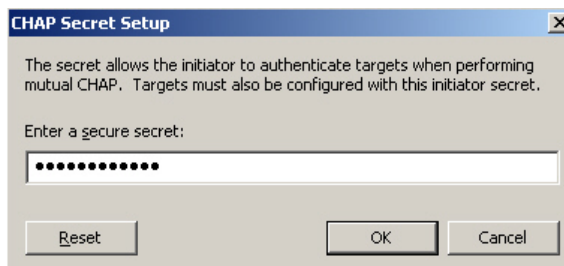 CHAP Secret Setup
The secret allows the initiator to authenticate targets when performing
mutual CHAP.  Targets must also be configured with this initiator secret.
Enter a secure secret:
••••••••••••
Reset
OK
Cancel